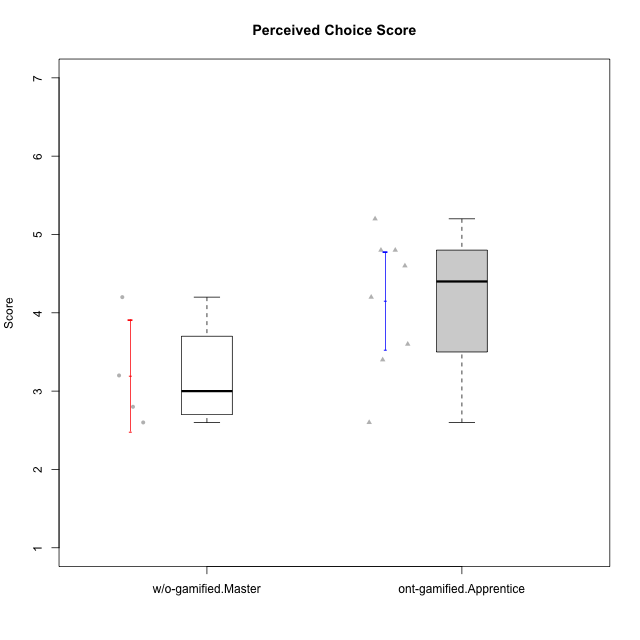 Perceived Choice Score
Score
7
6
5
4
3
2
1
w/o-gamified.Master
ont-gamified.Apprentice